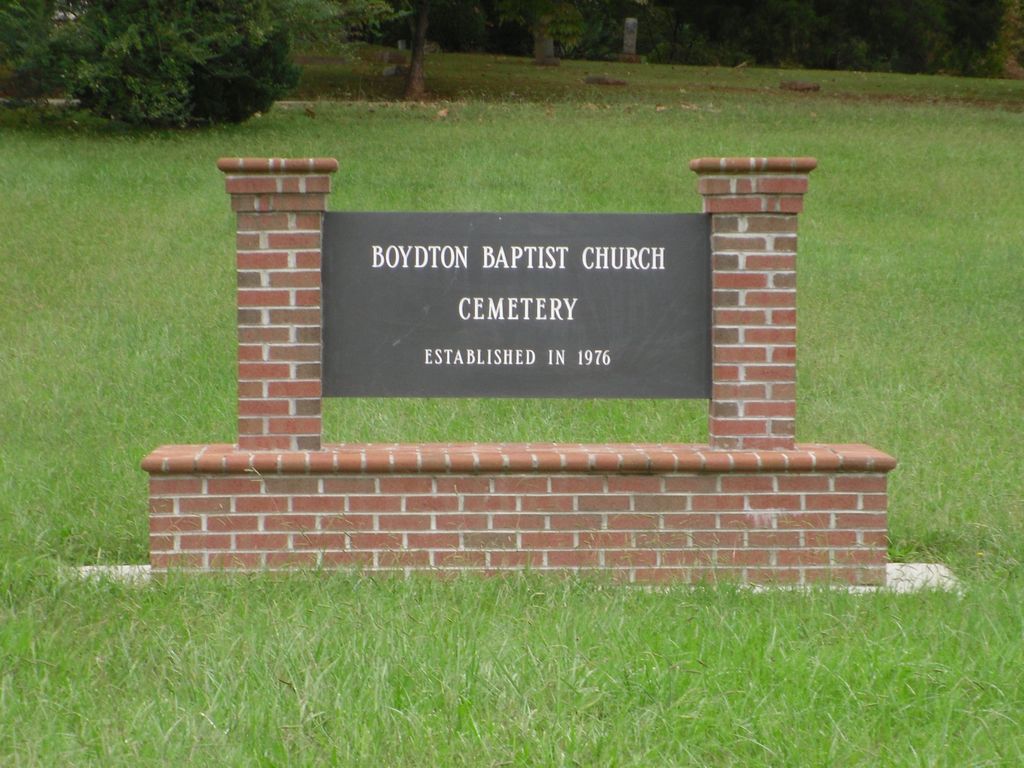 BOYDTON BAPTIST CHURCH
CEMETERY
ESTABLISHED IN 1976